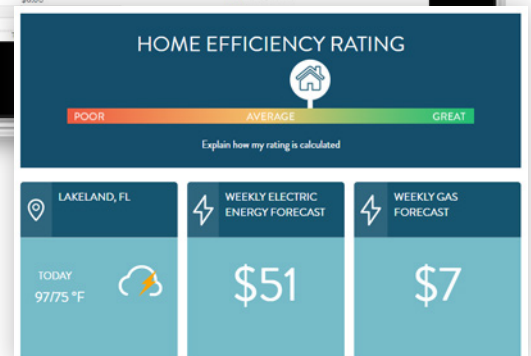 HOME EFFICIENCY RATING
POOR
AVERAGE
GREAT
Explain how my rating is calculated
LAKELAND, FL
TODAY
97/75 °F
WEEKLY ELECTRIC
ENERGY FORECAST
$51
WEEKLY GAS
FORECAST
$7